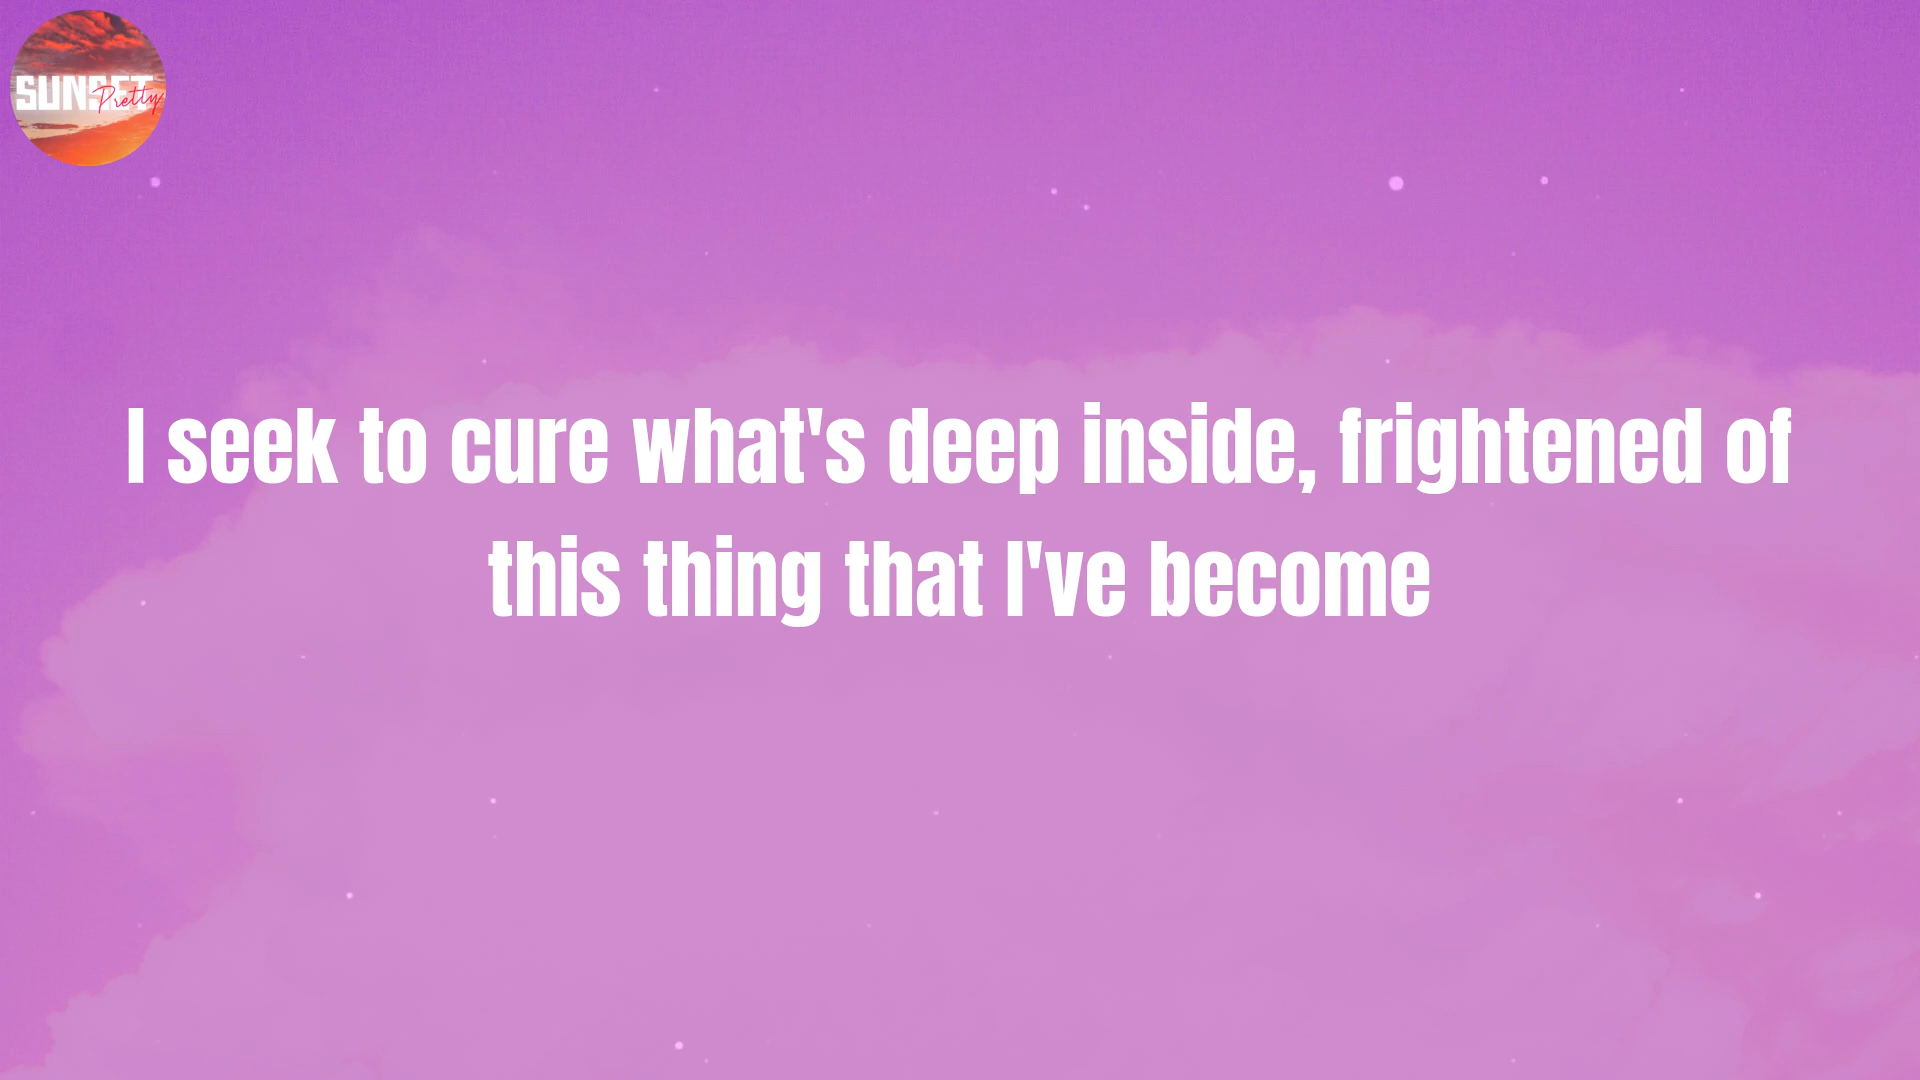 SUNSET
Pretty
I seek to cure what's deep inside, frightened of
this thing that I've become